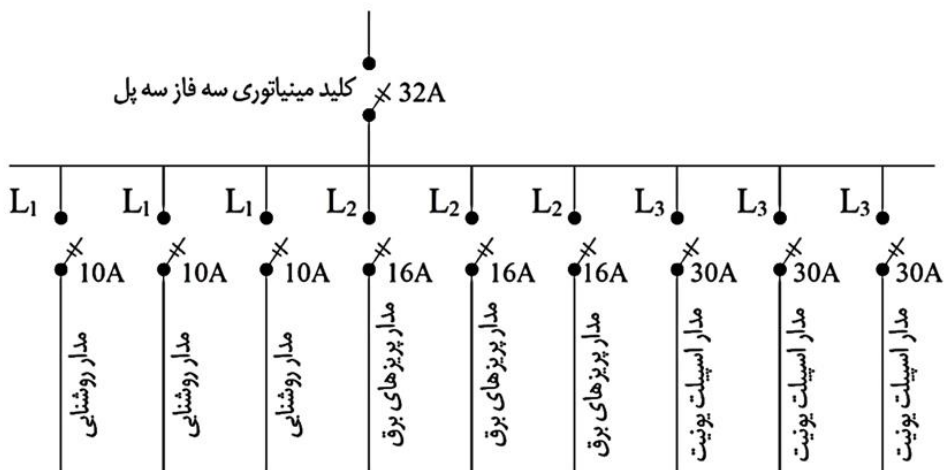 کلید مینیاتوری سه فاز سه پل
32A
L1 L1 L1 L2 L2 L2 L3 L3 L3
10A 10A 10A 16A 16A 16A 30A 30A 30A
مدار روشنایی
مدار روشنایی
مدار روشنایی
مدار پریزهای برق
مدار پریزهای برق
مدار پریزهای برق
مدار اسپیلت یونیت
مدار اسپیلت یونیت
مدار اسپیلت یونیت